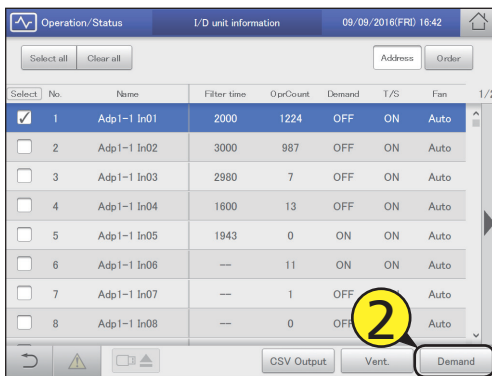 Operation/Status I/D unit information 09/09/2016(FRI) 16:42
Select all Clear all Address Order
Select No. Name Filter time OprCount Demand T/S Fan 1/2
1 Adp1-1 In01 2000 1224 OFF ON Auto
2 Adp1-1 In02 3000 987 OFF ON Auto
3 Adp1-1 In03 2980 7 OFF ON Auto
4 Adp1-1 In04 1600 13 OFF ON Auto
5 Adp1-1 In05 1943 0 ON ON Auto
6 Adp1-1 In06 -- 11 ON ON Auto
7 Adp1-1 In07 -- 1 OFF Auto
8 Adp1-1 In08 -- 0 Auto
2
CSV Output Vent. Demand